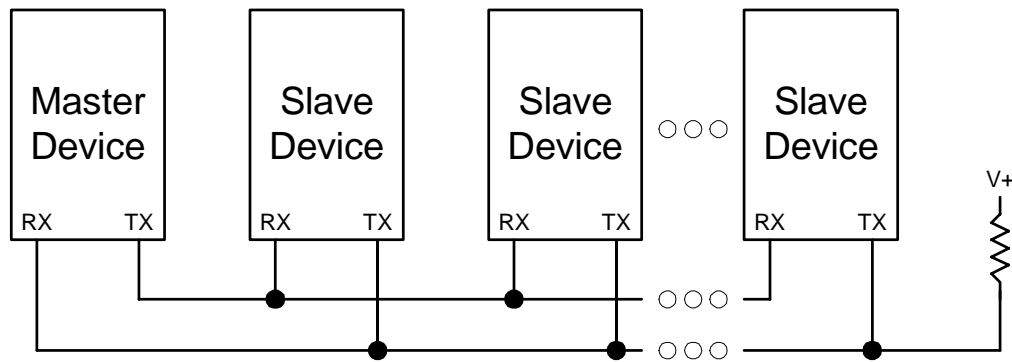 Master
Device
Slave
Device
Slave
Device
Slave
Device
V+
RX TX
RX TX
RX TX
RX TX